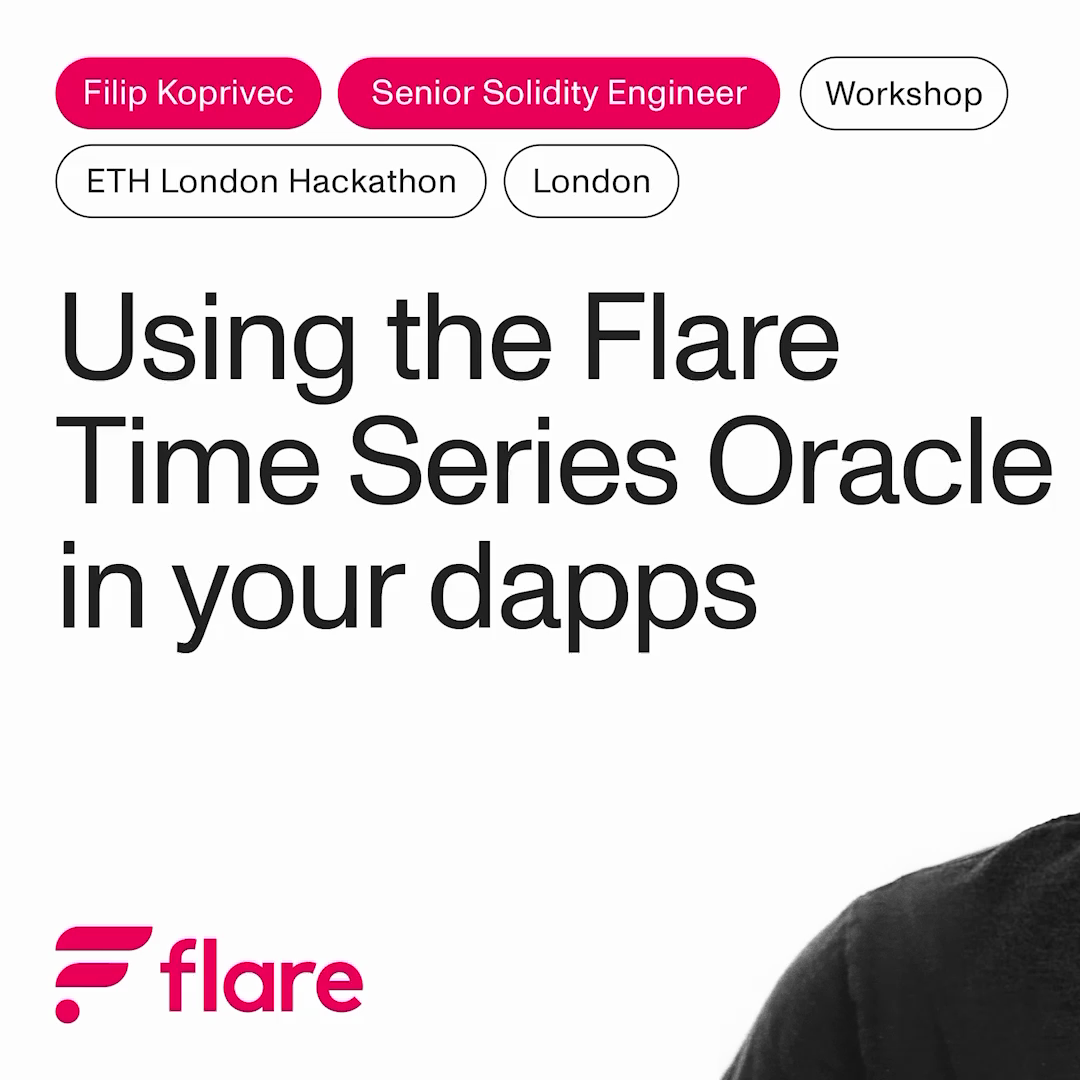 Filip Koprivec Senior Solidity Engineer Workshop
ETH London Hackathon London
Using the Flare
Time Series Oracle
in your dapps
flare